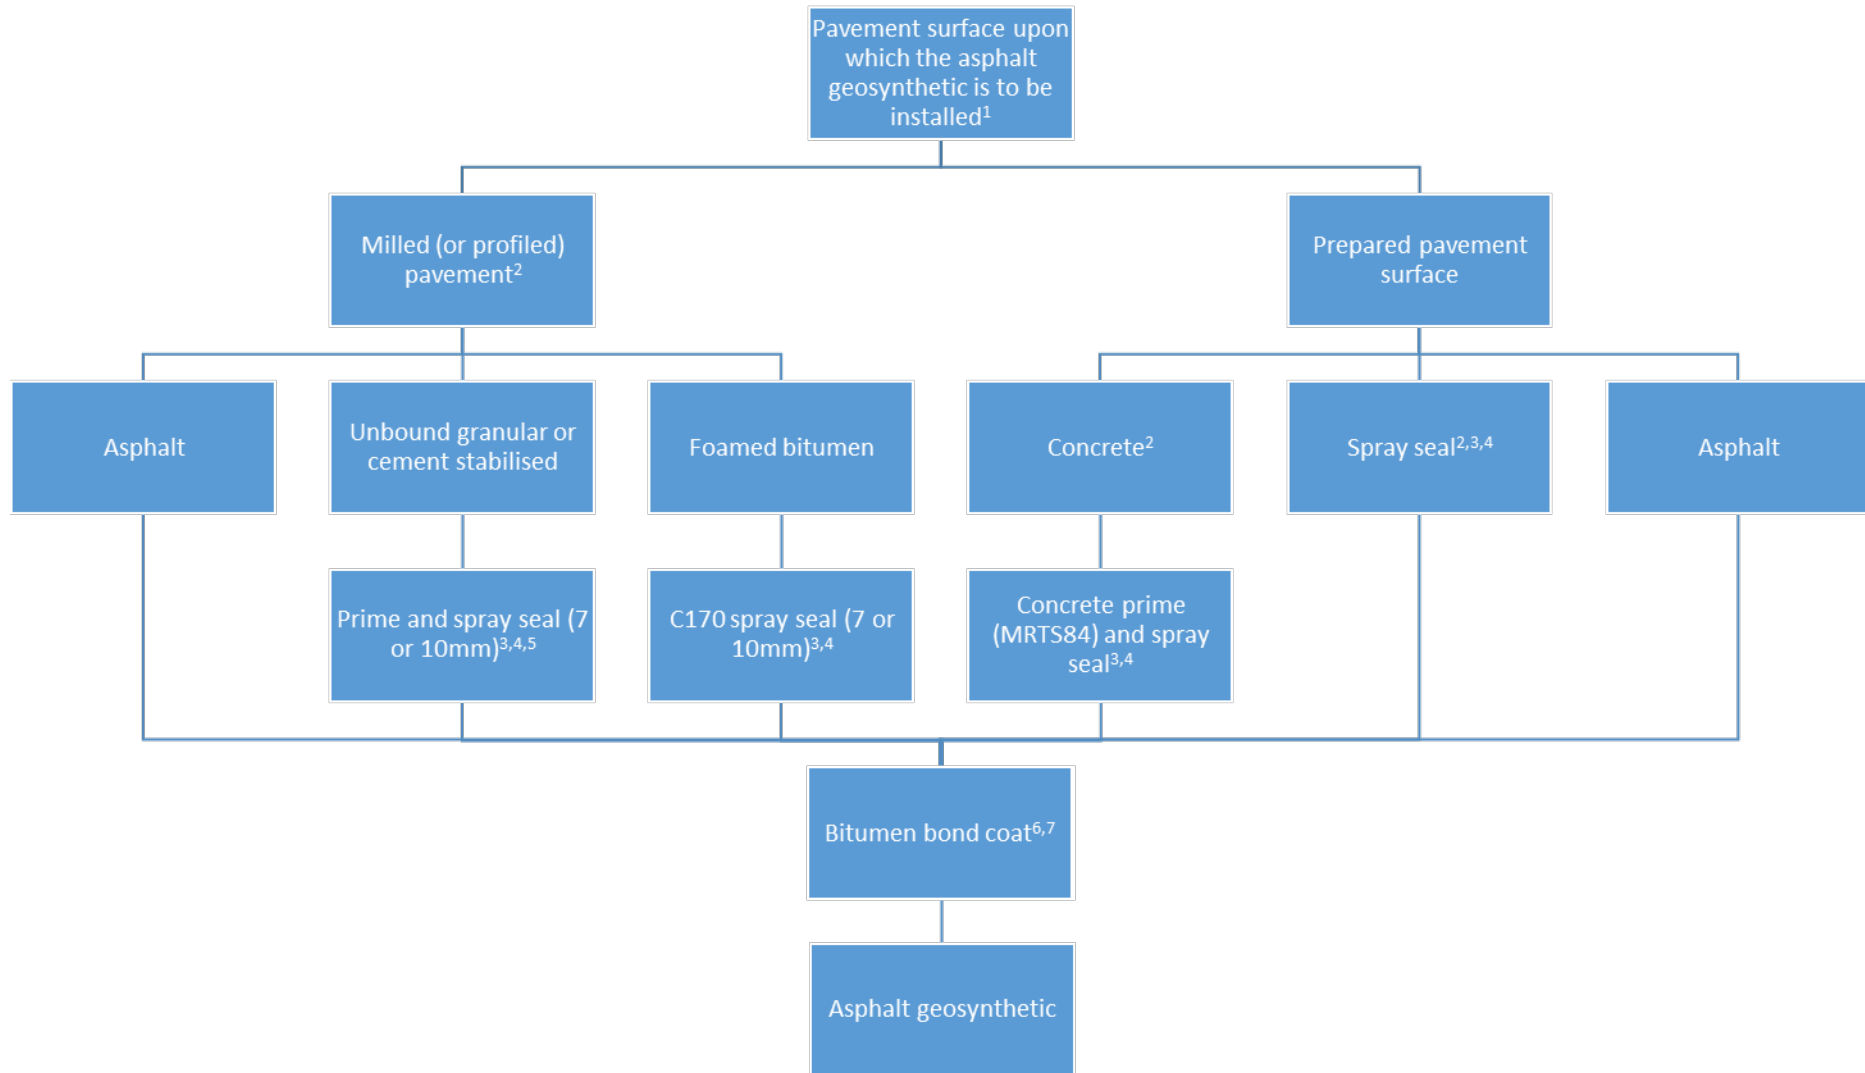 Pavement surface upon
which the asphalt
geosynthetic is to be
installed1
Milled (or profiled)
pavement2
Prepared pavement
surface
Asphalt
Unbound granular or
cement stabilised
Foamed bitumen
Concrete2
Spray seal2,3,4
Asphalt
Prime and spray seal (7
or 10mm)3,4,5
C170 spray seal (7 or
10mm)3,4
Concrete prime
(MRTS84) and spray
seal3,4
Bitumen bond coat6,7
Asphalt geosynthetic